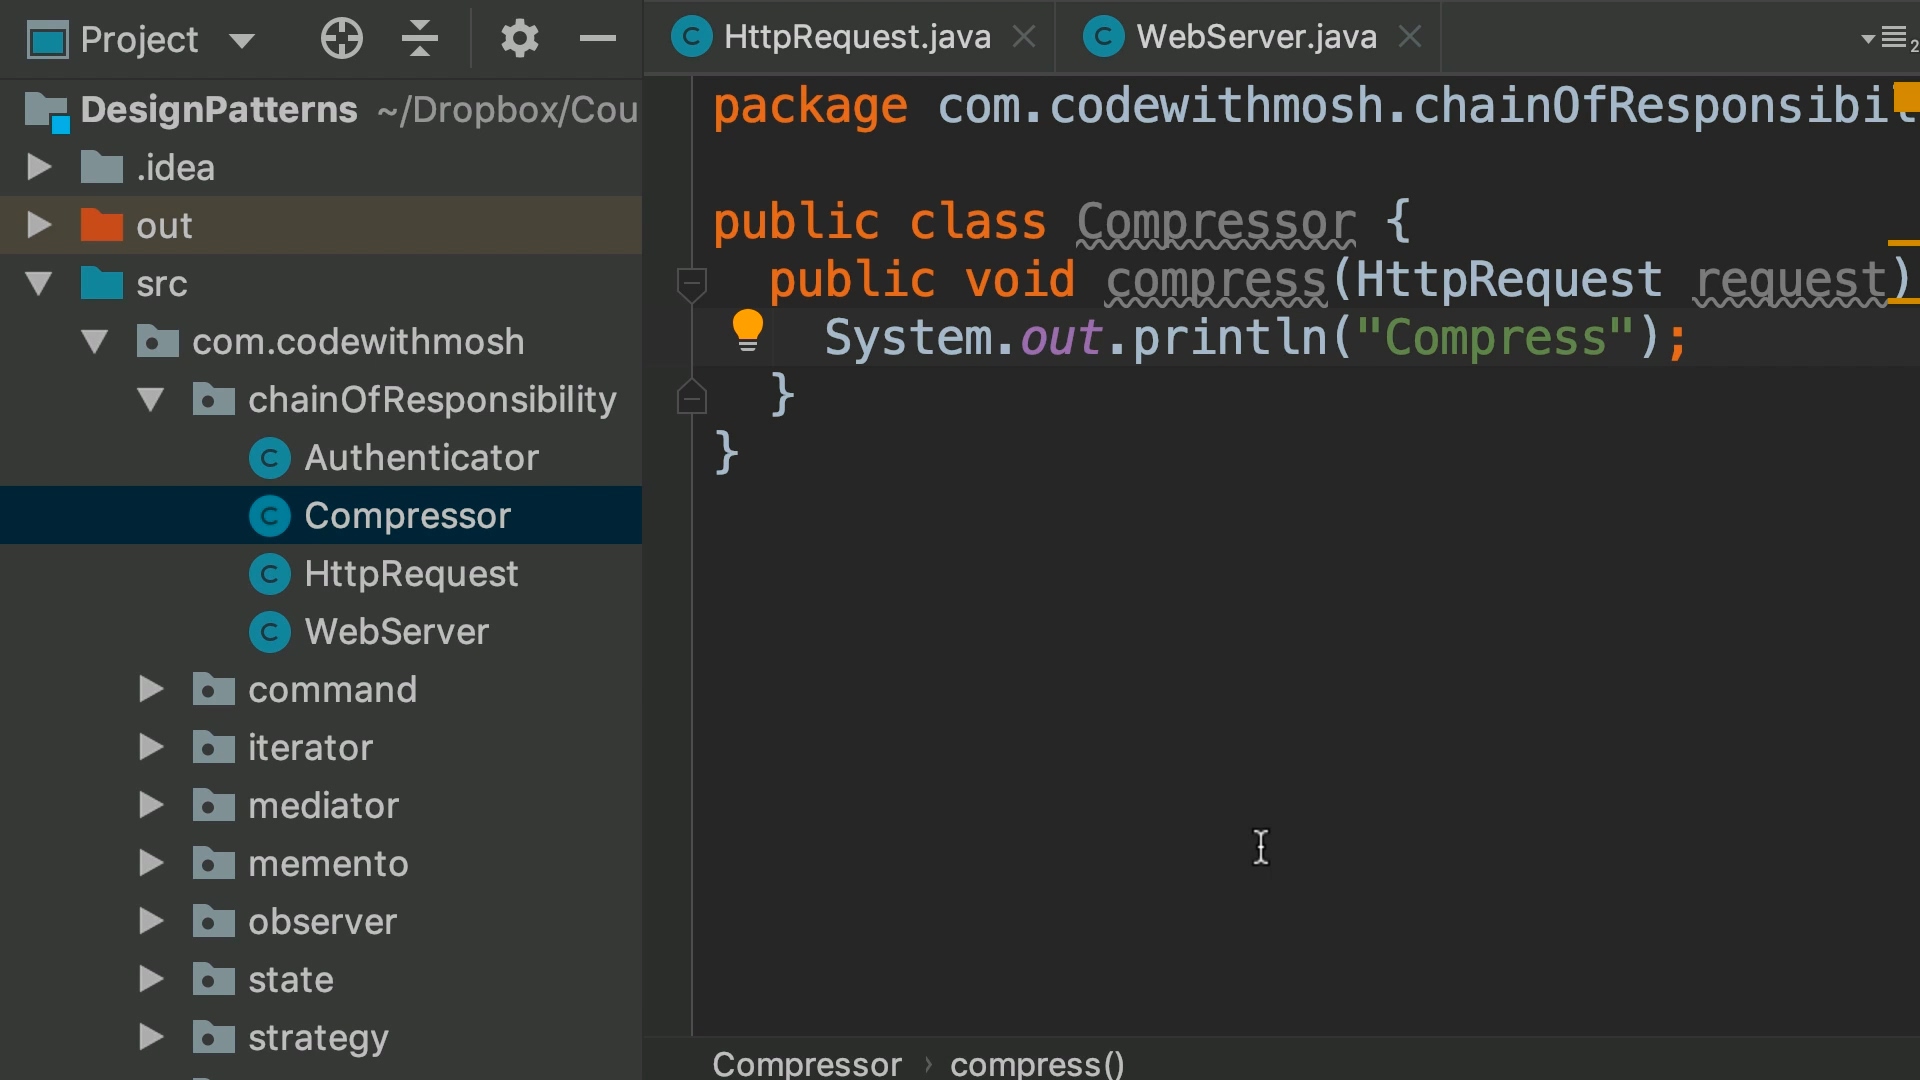 Project
HttpRequest.java
WebServer.java
2
DesignPatterns ~/Dropbox/Cou
.idea
out
src
com.codewithmosh
chainOfResponsibility
Authenticator
Compressor
HttpRequest
WebServer
command
iterator
mediator
memento
observer
state
strategy
package com.codewithmosh.chainOfResponsibil
public class Compressor {
public void compress(HttpRequest request)
System.out.println("Compress");
}
}
Compressor › compress()